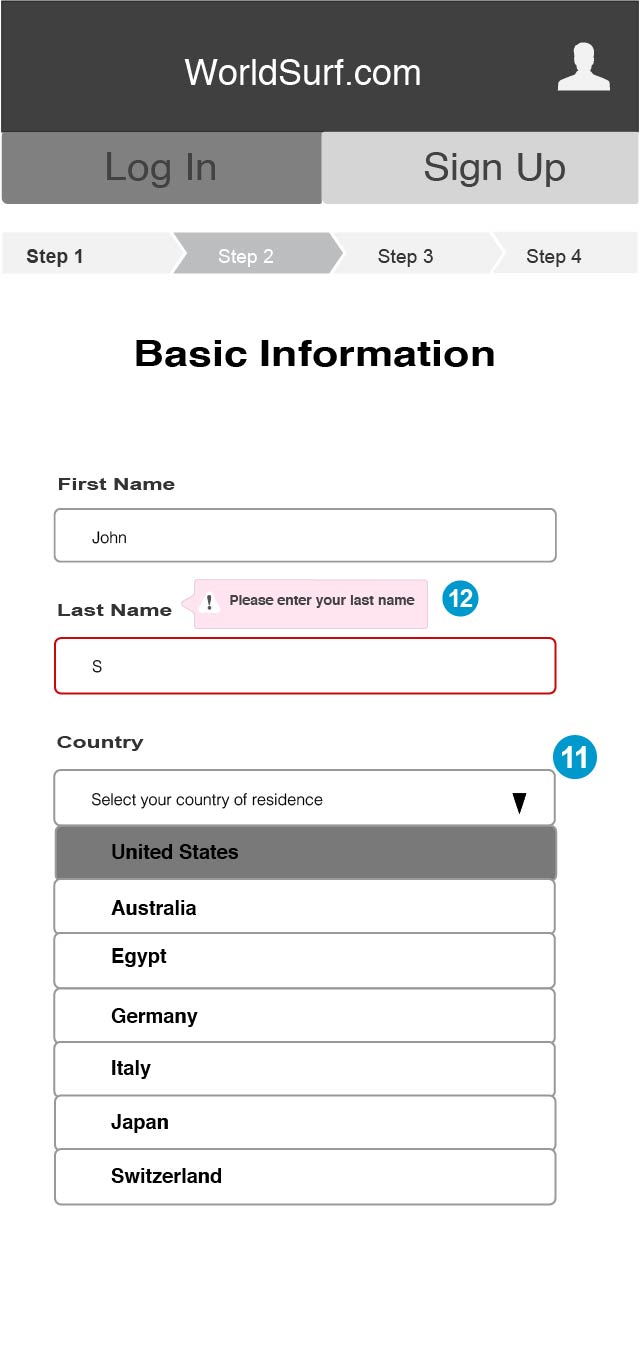 WorldSurf.com
Log In Sign Up
Step 1 Step 2 Step 3 Step 4
Basic Information
First Name
John
Last Name ! Please enter your last name 12
S
Country 11
Select your country of residence
United States
Australia
Egypt
Germany
Italy
Japan
Switzerland